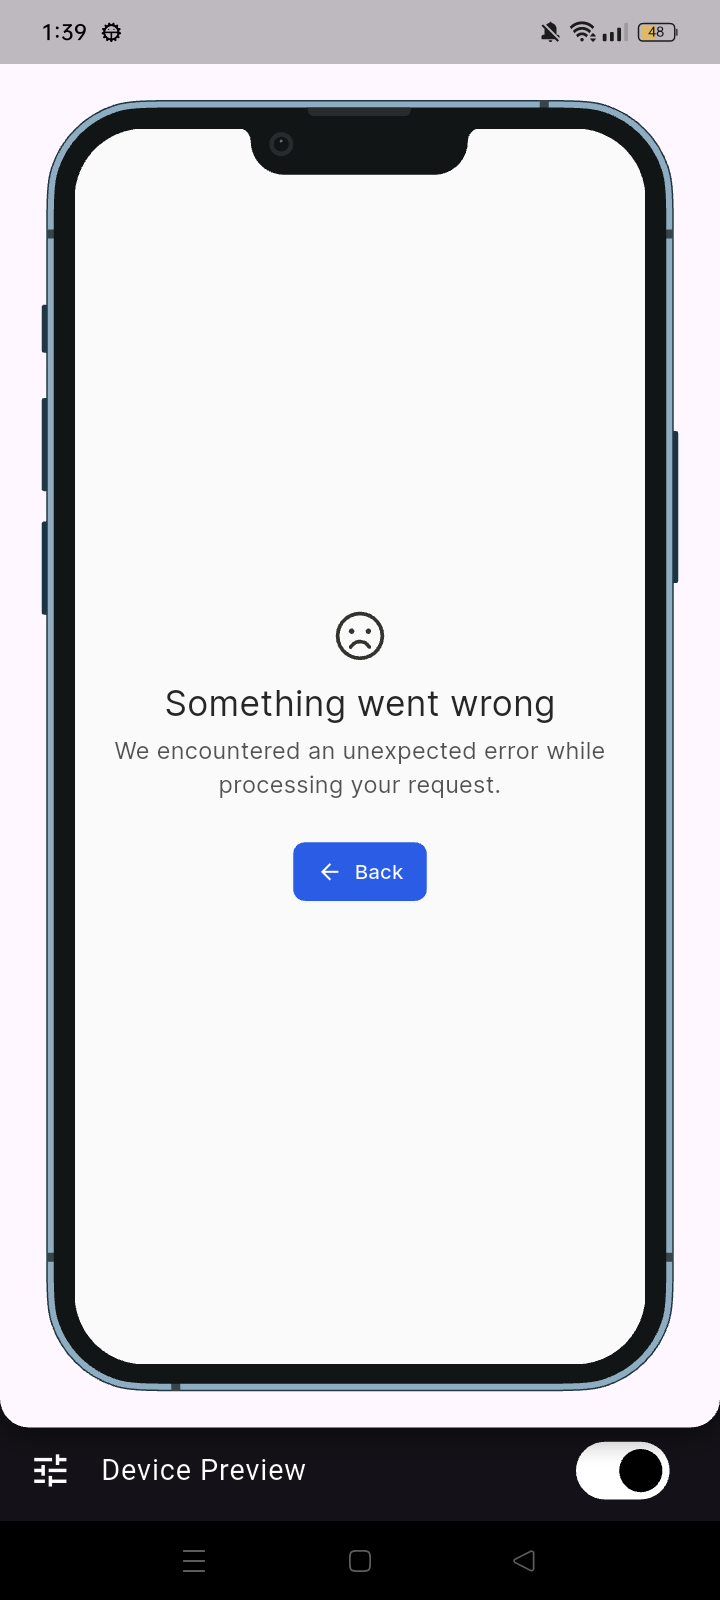 1:39
48
Something went wrong
We encountered an unexpected error while
processing your request.
Back
Device Preview